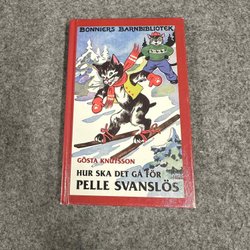 BONNIERS BARNBIBLIOTEK
GÖSTA KNUTSSON
HUR SKA DET GÅ FÖR
PELLE SVANSLÖS